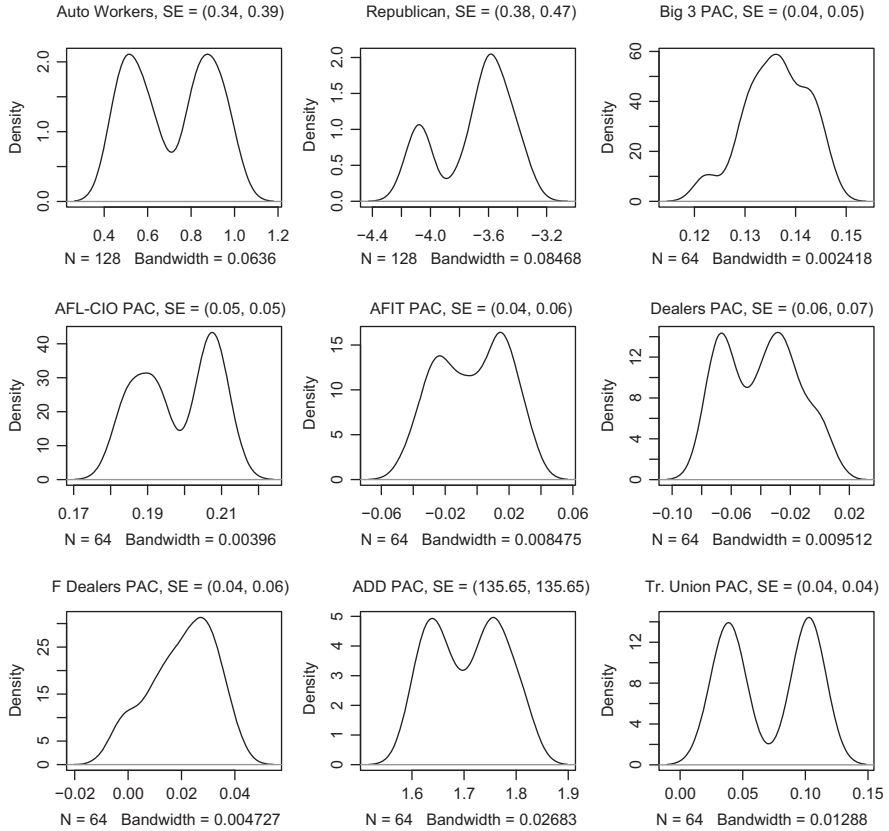 Auto Workers, SE = (0.34, 0.39)
Density
0.0 1.0 2.0
0.4 0.6 0.8 1.0 1.2
N = 128 Bandwidth = 0.0636
Republican, SE = (0.38, 0.47)
Density
0.0 0.5 1.0 1.5 2.0
−4.4 −4.0 −3.6 −3.2
N = 128 Bandwidth = 0.08468
Big 3 PAC, SE = (0.04, 0.05)
Density
0 20 40 60
0.12 0.13 0.14 0.15
N = 64 Bandwidth = 0.002418
AFL-CIO PAC, SE = (0.05, 0.05)
Density
0 10 20 30 40
0.17 0.19 0.21
N = 64 Bandwidth = 0.00396
AFIT PAC, SE = (0.04, 0.06)
Density
0 5 10 15
−0.06 −0.02 0.02 0.06
N = 64 Bandwidth = 0.008475
Dealers PAC, SE = (0.06, 0.07)
Density
0 4 8 12
−0.10 −0.06 −0.02 0.02
N = 64 Bandwidth = 0.009512
F Dealers PAC, SE = (0.04, 0.06)
Density
0 5 15 25
−0.02 0.00 0.02 0.04
N = 64 Bandwidth = 0.004727
ADD PAC, SE = (135.65, 135.65)
Density
0 1 2 3 4 5
1.6 1.7 1.8 1.9
N = 64 Bandwidth = 0.02683
Tr. Union PAC, SE = (0.04, 0.04)
Density
0 4 8 12
0.00 0.05 0.10 0.15
N = 64 Bandwidth = 0.01288